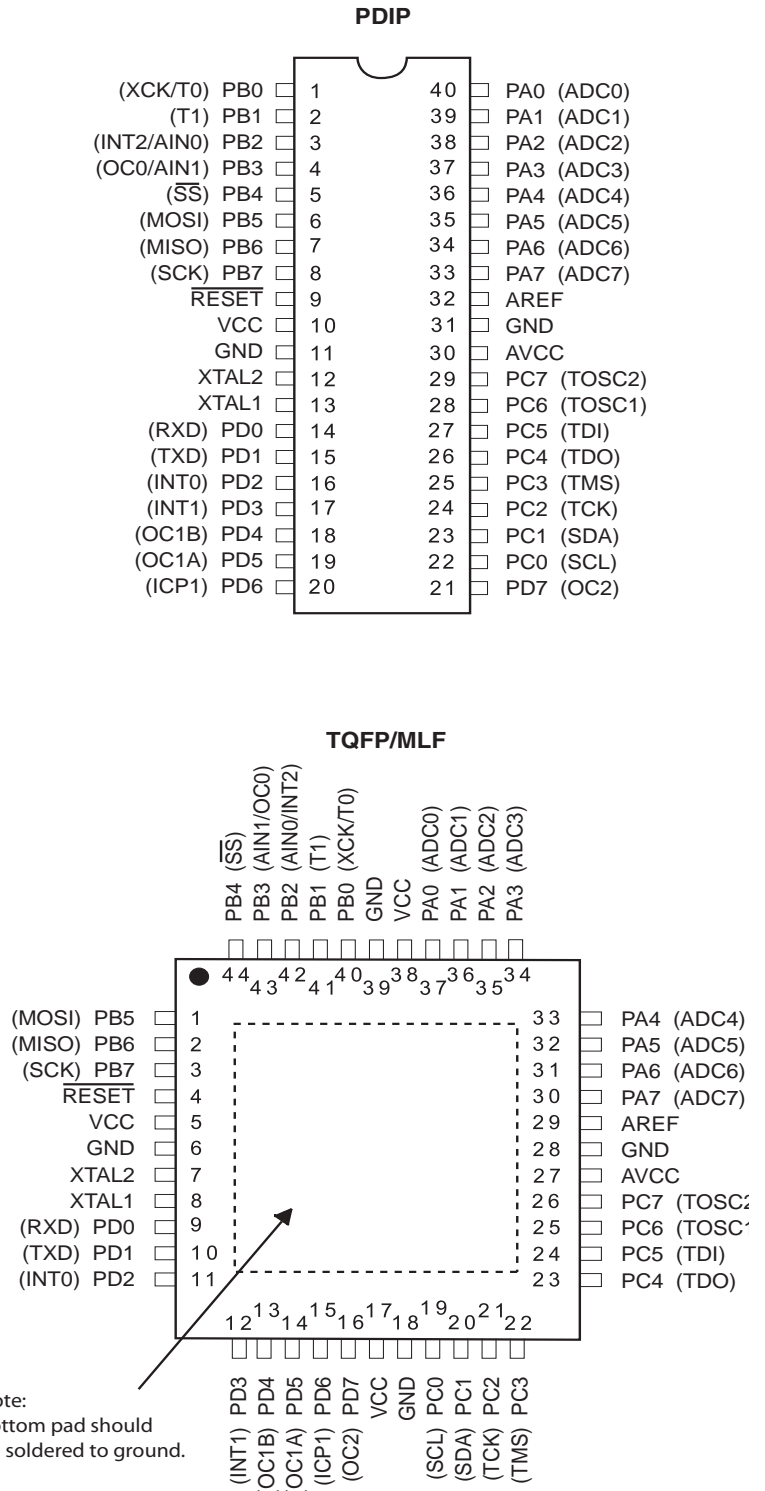 PDIP
(XCK/T0) PB0 1 40 PA0 (ADC0)
(T1) PB1 2 39 PA1 (ADC1)
(INT2/AIN0) PB2 3 38 PA2 (ADC2)
(OC0/AIN1) PB3 4 37 PA3 (ADC3)
(SS) PB4 5 36 PA4 (ADC4)
(MOSI) PB5 6 35 PA5 (ADC5)
(MISO) PB6 7 34 PA6 (ADC6)
(SCK) PB7 8 33 PA7 (ADC7)
RESET 9 32 AREF
VCC 10 31 GND
GND 11 30 AVCC
XTAL2 12 29 PC7 (TOSC2)
XTAL1 13 28 PC6 (TOSC1)
(RXD) PD0 14 27 PC5 (TDI)
(TXD) PD1 15 26 PC4 (TDO)
(INT0) PD2 16 25 PC3 (TMS)
(INT1) PD3 17 24 PC2 (TCK)
(OC1B) PD4 18 23 PC1 (SDA)
(OC1A) PD5 19 22 PC0 (SCL)
(ICP1) PD6 20 21 PD7 (OC2)
TQFP/MLF
PB4 (SS)
PB3 (AIN1/OC0)
PB2 (AIN0/INT2)
PB1 (T1)
PB0 (XCK/T0)
GND
VCC
PA0 (ADC0)
PA1 (ADC1)
PA2 (ADC2)
PA3 (ADC3)
44 43 42 41 40 39 38 37 36 35 34
(MOSI) PB5 1 33 PA4 (ADC4)
(MISO) PB6 2 32 PA5 (ADC5)
(SCK) PB7 3 31 PA6 (ADC6)
RESET 4 30 PA7 (ADC7)
VCC 5 29 AREF
GND 6 28 GND
XTAL2 7 27 AVCC
XTAL1 8 26 PC7 (TOSC2
(RXD) PD0 9 25 PC6 (TOSC1
(TXD) PD1 10 24 PC5 (TDI)
(INT0) PD2 11 23 PC4 (TDO)
12 13 14 15 16 17 18 19 20 21 22
(INT1) PD3
(OC1B) PD4
(OC1A) PD5
(ICP1) PD6
(OC2) PD7
VCC
GND
(SCL) PC0
(SDA) PC1
(TCK) PC2
(TMS) PC3
ote:
ottom pad should
soldered to ground.